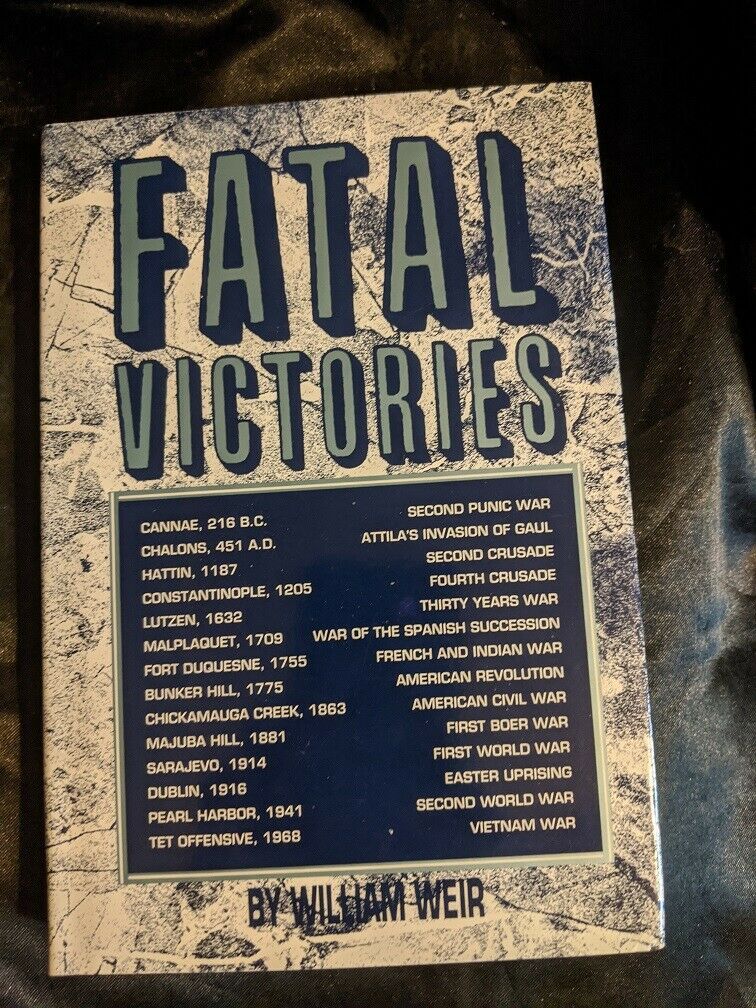 FATAL
VICTORIES
CANNAE, 216 B.C. SECOND PUNIC WAR
CHALONS, 451 A.D. ATTILA'S INVASION OF GAUL
HATTIN, 1187 SECOND CRUSADE
CONSTANTINOPLE, 1205 FOURTH CRUSADE
LUTZEN, 1632 THIRTY YEARS WAR
MALPLAQUET, 1709 WAR OF THE SPANISH SUCCESSION
FORT DUQUESNE, 1755 FRENCH AND INDIAN WAR
BUNKER HILL, 1775 AMERICAN REVOLUTION
CHICKAMAUGA CREEK, 1863 AMERICAN CIVIL WAR
MAJUBA HILL, 1881 FIRST BOER WAR
SARAJEVO, 1914 FIRST WORLD WAR
DUBLIN, 1916 EASTER UPRISING
PEARL HARBOR, 1941 SECOND WORLD WAR
TET OFFENSIVE, 1968 VIETNAM WAR
BY WILLIAM WEIR